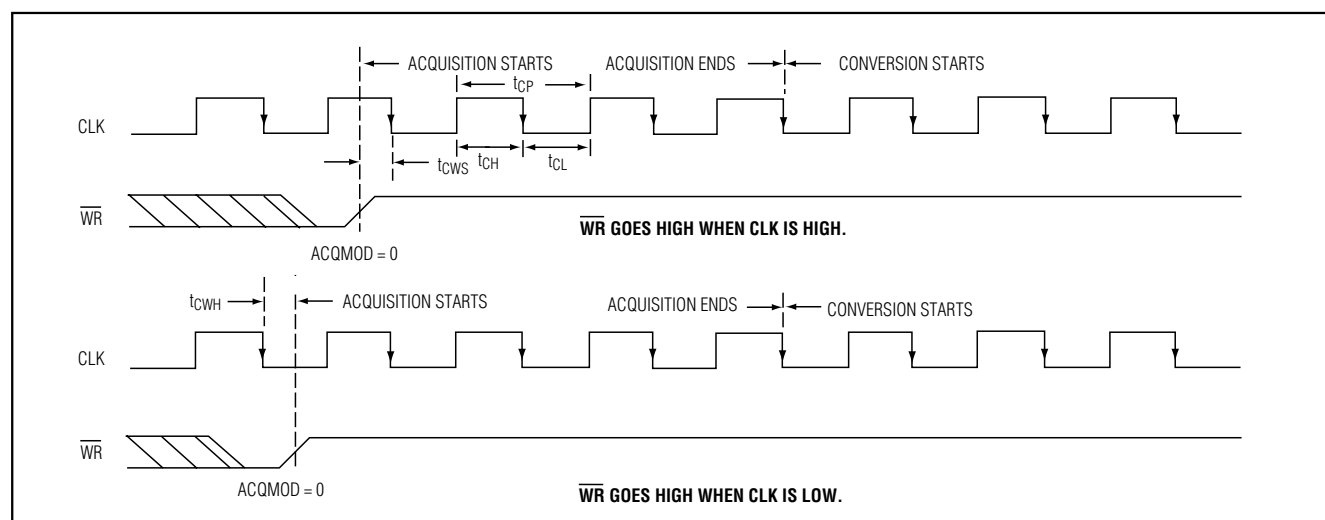 ACQUISITION STARTS ACQUISITION ENDS CONVERSION STARTS
tCP
CLK
tCWS tCH tCL
WR
WR GOES HIGH WHEN CLK IS HIGH.
ACQMOD = 0
tCWH ACQUISITION STARTS ACQUISITION ENDS CONVERSION STARTS
CLK
WR
ACQMOD = 0
WR GOES HIGH WHEN CLK IS LOW.